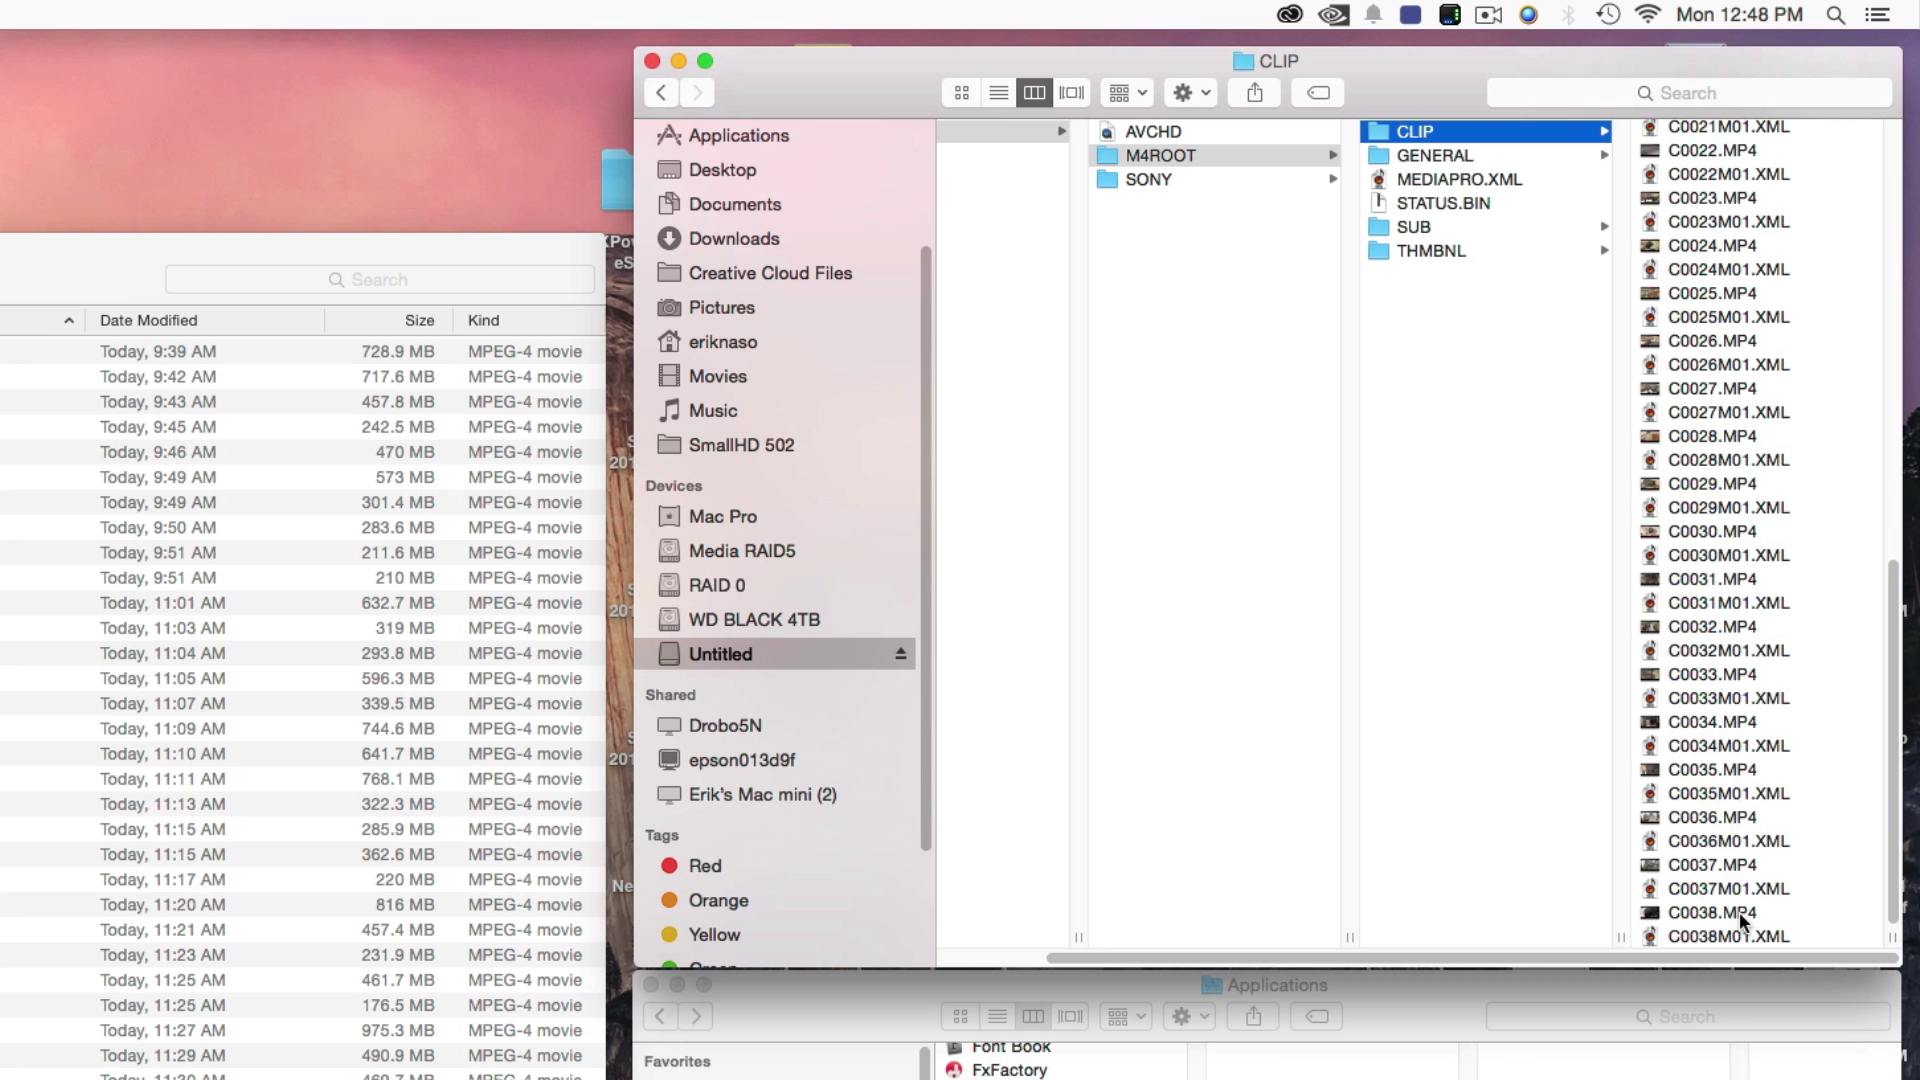 Mon 12:48 PM
CLIP
Search
Applications
Desktop
Documents
Downloads
Creative Cloud Files
Pictures
eriknaso
Movies
Music
SmallHD 502
Devices
Mac Pro
Media RAID5
RAID 0
WD BLACK 4TB
Untitled
Shared
Drobo5N
epson013d9f
Erik's Mac mini (2)
Tags
Red
Orange
Yellow
AVCHD
M4ROOT
SONY
CLIP
GENERAL
MEDIAPRO.XML
STATUS.BIN
SUB
THMBNL
C0021M01.XML
C0022.MP4
C0022M01.XML
C0023.MP4
C0023M01.XML
C0024.MP4
C0024M01.XML
C0025.MP4
C0025M01.XML
C0026.MP4
C0026M01.XML
C0027.MP4
C0027M01.XML
C0028.MP4
C0028M01.XML
C0029.MP4
C0029M01.XML
C0030.MP4
C0030M01.XML
C0031.MP4
C0031M01.XML
C0032.MP4
C0032M01.XML
C0033.MP4
C0033M01.XML
C0034.MP4
C0034M01.XML
C0035.MP4
C0035M01.XML
C0036.MP4
C0036M01.XML
C0037.MP4
C0037M01.XML
C0038.MP4
C0038M01.XML
Search
Date Modified Size Kind
Today, 9:39 AM 728.9 MB MPEG-4 movie
Today, 9:42 AM 717.6 MB MPEG-4 movie
Today, 9:43 AM 457.8 MB MPEG-4 movie
Today, 9:45 AM 242.5 MB MPEG-4 movie
Today, 9:46 AM 470 MB MPEG-4 movie
Today, 9:49 AM 573 MB MPEG-4 movie
Today, 9:49 AM 301.4 MB MPEG-4 movie
Today, 9:50 AM 283.6 MB MPEG-4 movie
Today, 9:51 AM 211.6 MB MPEG-4 movie
Today, 9:51 AM 210 MB MPEG-4 movie
Today, 11:01 AM 632.7 MB MPEG-4 movie
Today, 11:03 AM 319 MB MPEG-4 movie
Today, 11:04 AM 293.8 MB MPEG-4 movie
Today, 11:05 AM 596.3 MB MPEG-4 movie
Today, 11:07 AM 339.5 MB MPEG-4 movie
Today, 11:09 AM 744.6 MB MPEG-4 movie
Today, 11:10 AM 641.7 MB MPEG-4 movie
Today, 11:11 AM 768.1 MB MPEG-4 movie
Today, 11:13 AM 322.3 MB MPEG-4 movie
Today, 11:15 AM 285.9 MB MPEG-4 movie
Today, 11:15 AM 362.6 MB MPEG-4 movie
Today, 11:17 AM 220 MB MPEG-4 movie
Today, 11:20 AM 816 MB MPEG-4 movie
Today, 11:21 AM 457.4 MB MPEG-4 movie
Today, 11:23 AM 231.9 MB MPEG-4 movie
Today, 11:25 AM 461.7 MB MPEG-4 movie
Today, 11:25 AM 176.5 MB MPEG-4 movie
Today, 11:27 AM 975.3 MB MPEG-4 movie
Today, 11:29 AM 490.9 MB MPEG-4 movie
Applications
Search
Favorites
Font Book
FxFactory